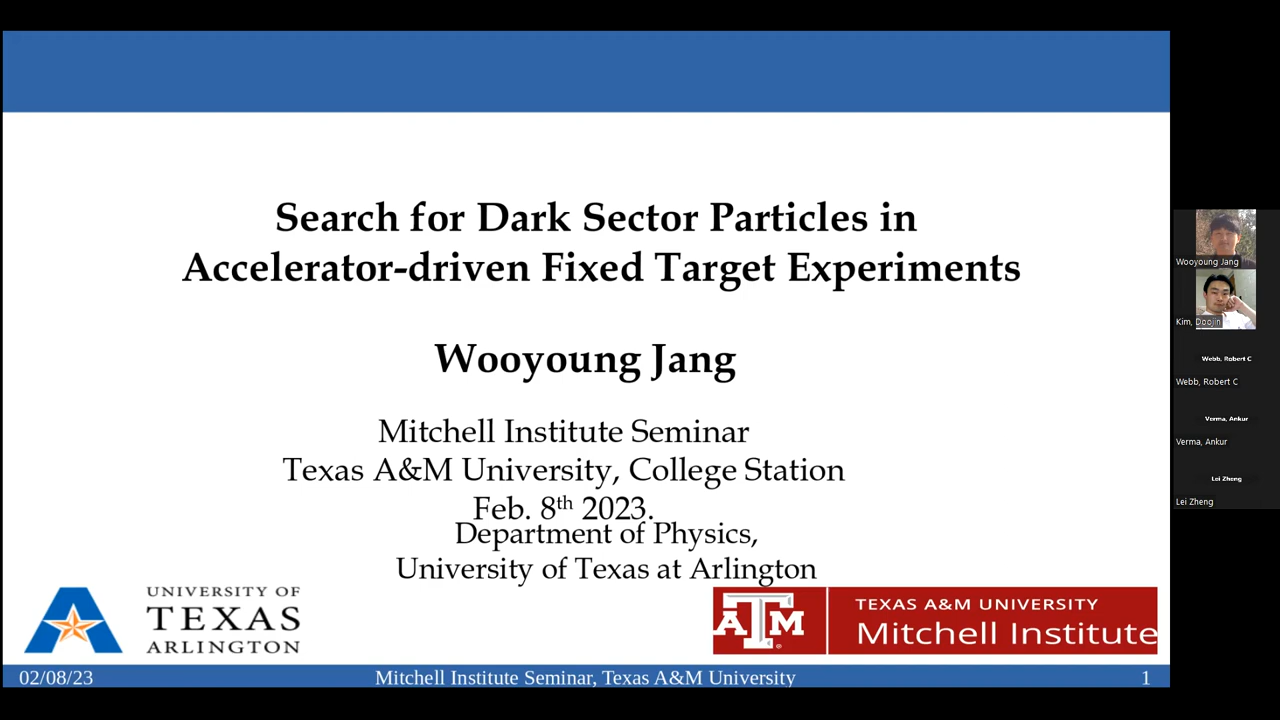 Search for Dark Sector Particles in
Accelerator-driven Fixed Target Experiments
Wooyoung Jang
Mitchell Institute Seminar
Texas A&M University, College Station
Feb. 8th 2023.
Department of Physics,
University of Texas at Arlington
UNIVERSITY OF
TEXAS
ARLINGTON
ATM
TEXAS A&M UNIVERSITY
Mitchell Institute
02/08/23
Mitchell Institute Seminar, Texas A&M University
1
Wooyoung Jang
Kim, Doojin
Webb, Robert C
Webb, Robert C
Verma, Ankur
Verma, Ankur
Lei Zheng
Lei Zheng